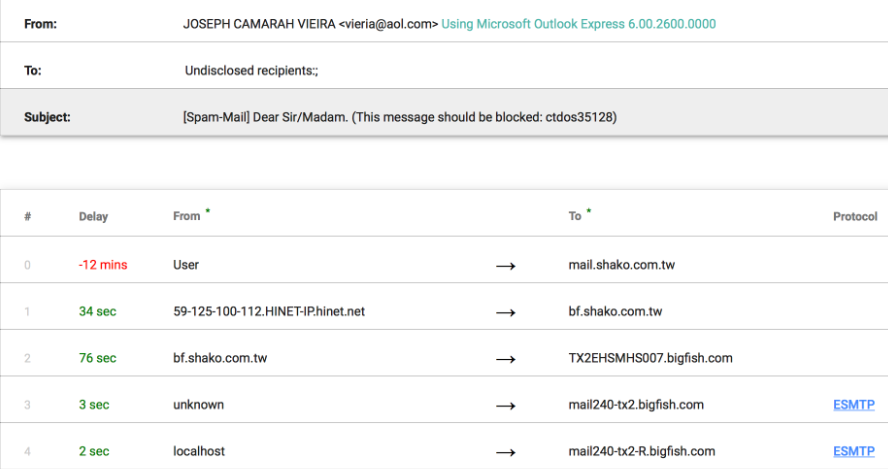 From: JOSEPH CAMARAH VIEIRA <vieria@aol.com> Using Microsoft Outlook Express 6.00.2600.0000
To: Undisclosed recipients:;
Subject: [Spam-Mail] Dear Sir/Madam. (This message should be blocked: ctdos35128)
# Delay From * To * Protocol
0 -12 mins User → mail.shako.com.tw
1 34 sec 59-125-100-112.HINET-IP.hinet.net → bf.shako.com.tw
2 76 sec bf.shako.com.tw → TX2EHSMHS007.bigfish.com
3 3 sec unknown → mail240-tx2.bigfish.com ESMTP
4 2 sec localhost → mail240-tx2-R.bigfish.com ESMTP